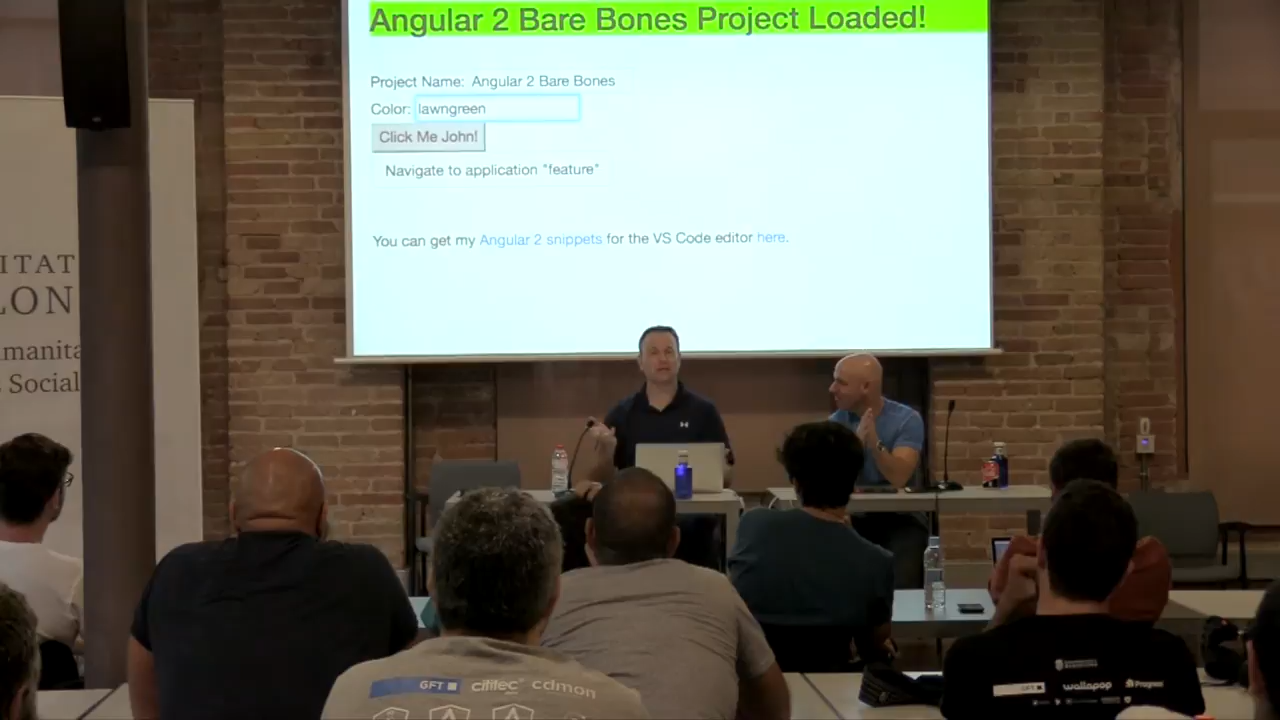 Angular 2 Bare Bones Project Loaded!
Project Name: Angular 2 Bare Bones
Color: lawngreen
Click Me John!
Navigate to application "feature"
You can get my Angular 2 snippets for the VS Code editor here.
ITAT
LON
umanita
s Social
GFT
cdmon
GFT
wallapop
Progress